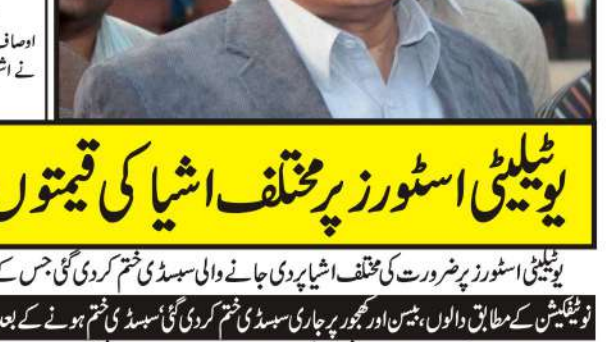 اوصاف
نے اش
یوٹیلیٹی اسٹورز پر مختلف اشیا کی قیمتوں
یوٹیلیٹی اسٹورز پر ضرورت کی مختلف اشیا پر دی جانے والی سبسڈی ختم کر دی گئی جس کے
نوٹیفکیشن کے مطابق دالوں، بیسن اور کھجور پر جاری سبسڈی ختم کر دی گئی‘ سبسڈی ختم ہونے کے بعد